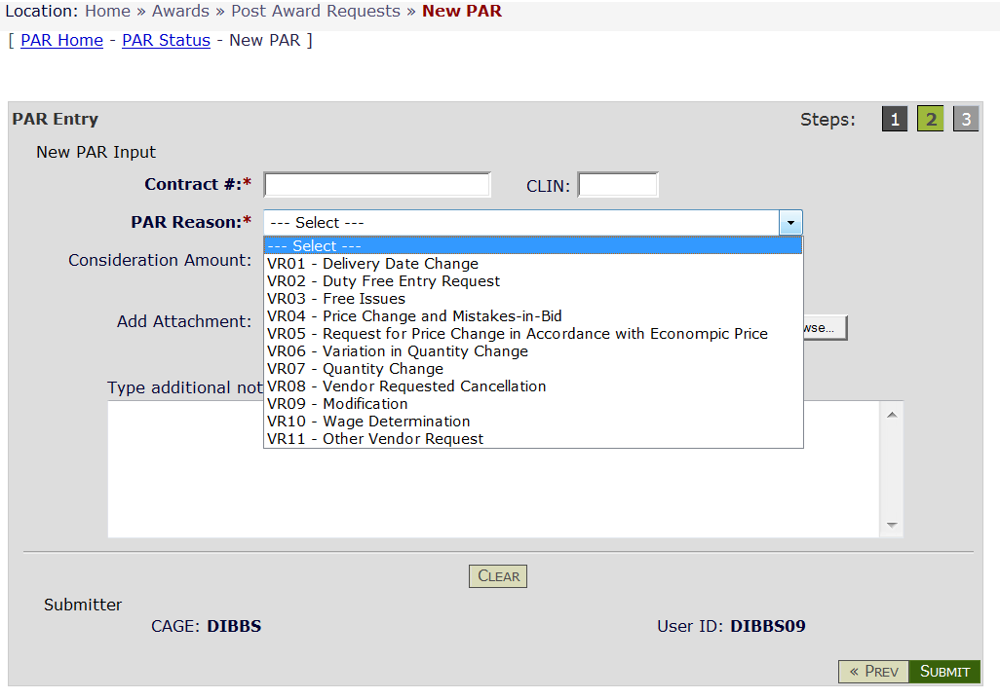 Location: Home » Awards » Post Award Requests » New PAR
[ PAR Home - PAR Status - New PAR ]
PAR Entry Steps: 1 2 3
New PAR Input
Contract #:* CLIN:
PAR Reason:* --- Select ---
--- Select ---
Consideration Amount:
VR01 - Delivery Date Change
VR02 - Duty Free Entry Request
VR03 - Free Issues
VR04 - Price Change and Mistakes-in-Bid
Add Attachment:
VR05 - Request for Price Change in Accordance with Econompic Price
wse...
VR06 - Variation in Quantity Change
VR07 - Quantity Change
VR08 - Vendor Requested Cancellation
Type additional not
VR09 - Modification
VR10 - Wage Determination
VR11 - Other Vendor Request
CLEAR
Submitter
CAGE: DIBBS User ID: DIBBS09
« PREV SUBMIT